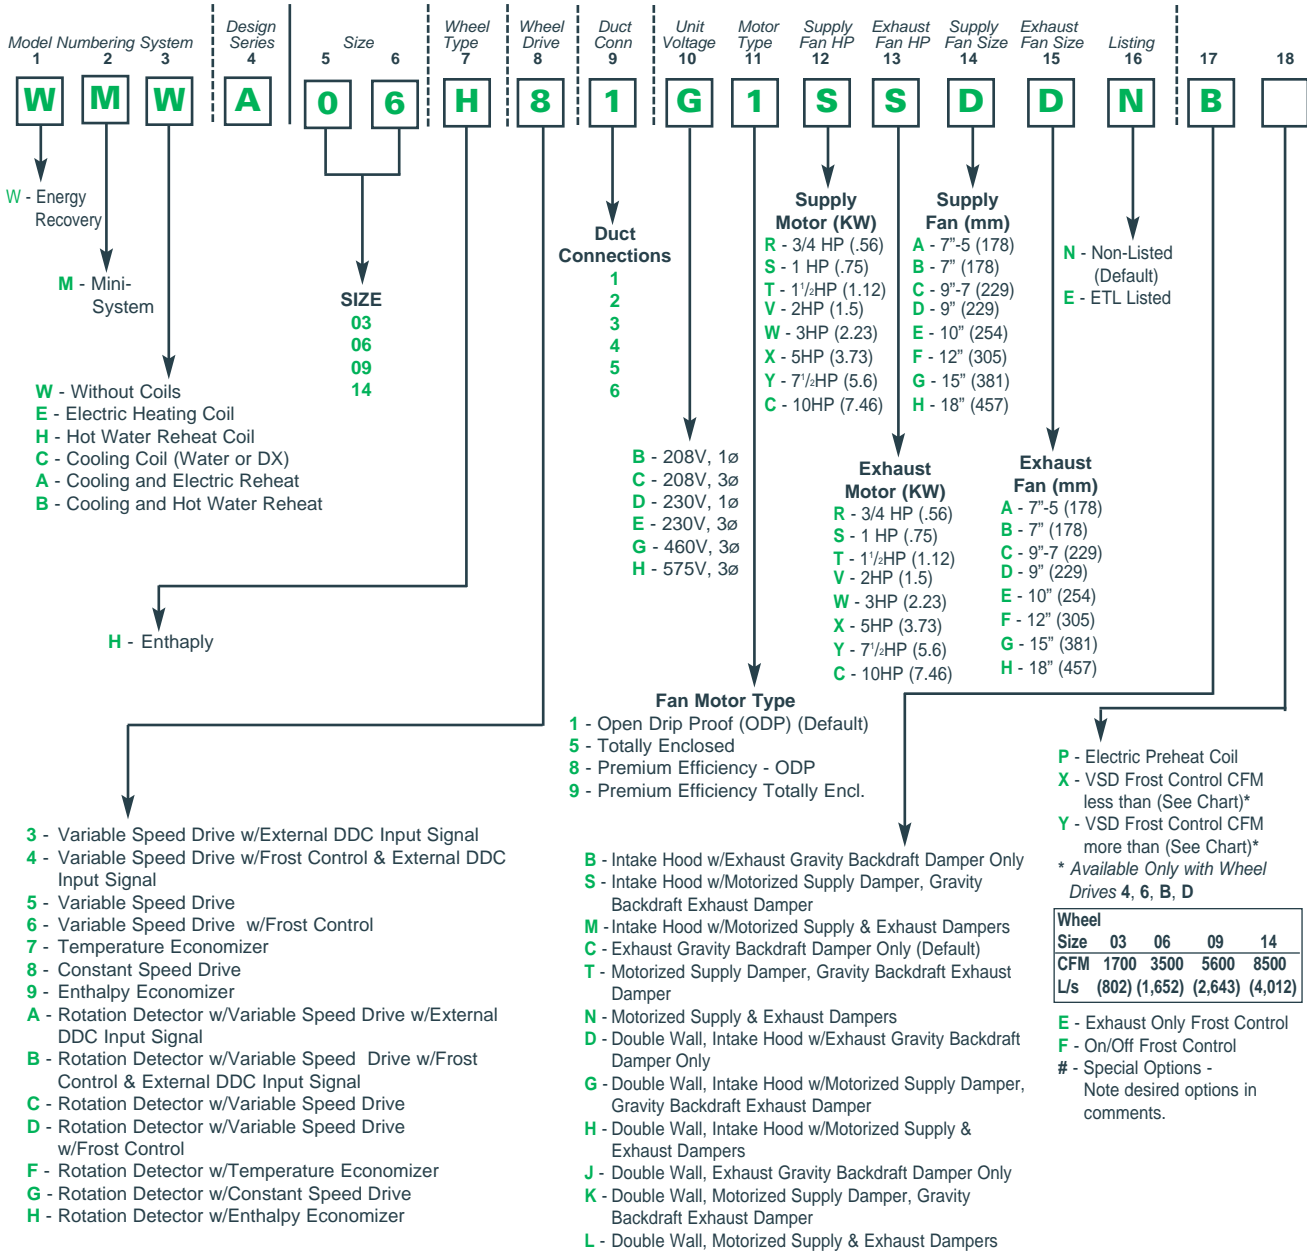 Model Numbering System
Design Series
Size
Wheel Type
Wheel Drive
Duct Conn
Unit Voltage
Motor Type
Supply Fan HP
Exhaust Fan HP
Supply Fan Size
Exhaust Fan Size
Listing
1 2 3 4 5 6 7 8 9 10 11 12 13 14 15 16 17 18
W M W A 0 6 H 8 1 G 1 S S D D N B
W - Energy
Recovery
M - Mini-
System
W - Without Coils
E - Electric Heating Coil
H - Hot Water Reheat Coil
C - Cooling Coil (Water or DX)
A - Cooling and Electric Reheat
B - Cooling and Hot Water Reheat
SIZE
03
06
09
14
H - Enthaply
3 - Variable Speed Drive w/External DDC Input Signal
4 - Variable Speed Drive w/Frost Control & External DDC
Input Signal
5 - Variable Speed Drive
6 - Variable Speed Drive w/Frost Control
7 - Temperature Economizer
8 - Constant Speed Drive
9 - Enthalpy Economizer
A - Rotation Detector w/Variable Speed Drive w/External
DDC Input Signal
B - Rotation Detector w/Variable Speed Drive w/Frost
Control & External DDC Input Signal
C - Rotation Detector w/Variable Speed Drive
D - Rotation Detector w/Variable Speed Drive
w/Frost Control
F - Rotation Detector w/Temperature Economizer
G - Rotation Detector w/Constant Speed Drive
H - Rotation Detector w/Enthalpy Economizer
Duct
Connections
1
2
3
4
5
6
B - 208V, 1ø
C - 208V, 3ø
D - 230V, 1ø
E - 230V, 3ø
G - 460V, 3ø
H - 575V, 3ø
Fan Motor Type
1 - Open Drip Proof (ODP) (Default)
5 - Totally Enclosed
8 - Premium Efficiency - ODP
9 - Premium Efficiency Totally Encl.
Supply
Motor (KW)
R - 3/4 HP (.56)
S - 1 HP (.75)
T - 1 1/2HP (1.12)
V - 2HP (1.5)
W - 3HP (2.23)
X - 5HP (3.73)
Y - 7 1/2HP (5.6)
C - 10HP (7.46)
Exhaust
Motor (KW)
R - 3/4 HP (.56)
S - 1 HP (.75)
T - 1 1/2HP (1.12)
V - 2HP (1.5)
W - 3HP (2.23)
X - 5HP (3.73)
Y - 7 1/2HP (5.6)
C - 10HP (7.46)
Supply
Fan (mm)
A - 7”-5 (178)
B - 7” (178)
C - 9”-7 (229)
D - 9” (229)
E - 10” (254)
F - 12” (305)
G - 15” (381)
H - 18” (457)
Exhaust
Fan (mm)
A - 7”-5 (178)
B - 7” (178)
C - 9”-7 (229)
D - 9” (229)
E - 10” (254)
F - 12” (305)
G - 15” (381)
H - 18” (457)
N - Non-Listed
(Default)
E - ETL Listed
B - Intake Hood w/Exhaust Gravity Backdraft Damper Only
S - Intake Hood w/Motorized Supply Damper, Gravity
Backdraft Exhaust Damper
M - Intake Hood w/Motorized Supply & Exhaust Dampers
C - Exhaust Gravity Backdraft Damper Only (Default)
T - Motorized Supply Damper, Gravity Backdraft Exhaust
Damper
N - Motorized Supply & Exhaust Dampers
D - Double Wall, Intake Hood w/Exhaust Gravity Backdraft
Damper Only
G - Double Wall, Intake Hood w/Motorized Supply Damper,
Gravity Backdraft Exhaust Damper
H - Double Wall, Intake Hood w/Motorized Supply &
Exhaust Dampers
J - Double Wall, Exhaust Gravity Backdraft Damper Only
K - Double Wall, Motorized Supply Damper, Gravity
Backdraft Exhaust Damper
L - Double Wall, Motorized Supply & Exhaust Dampers
P - Electric Preheat Coil
X - VSD Frost Control CFM
less than (See Chart)*
Y - VSD Frost Control CFM
more than (See Chart)*
* Available Only with Wheel
Drives 4, 6, B, D
Wheel
Size 03 06 09 14
CFM 1700 3500 5600 8500
L/s (802) (1,652) (2,643) (4,012)
E - Exhaust Only Frost Control
F - On/Off Frost Control
# - Special Options -
Note desired options in
comments.